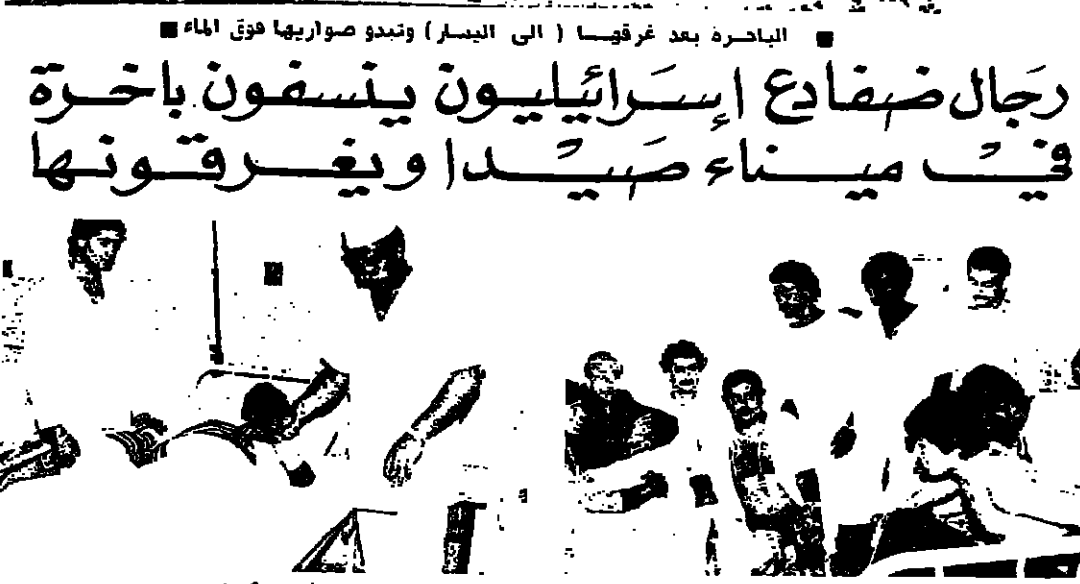 الباخرة بعد غرقها ( الى اليسار ) وتبدو صواريها فوق الماء
رجال ضفادع إسرائيليون ينسفون باخرة
في ميناء صيدا ويغرقونها